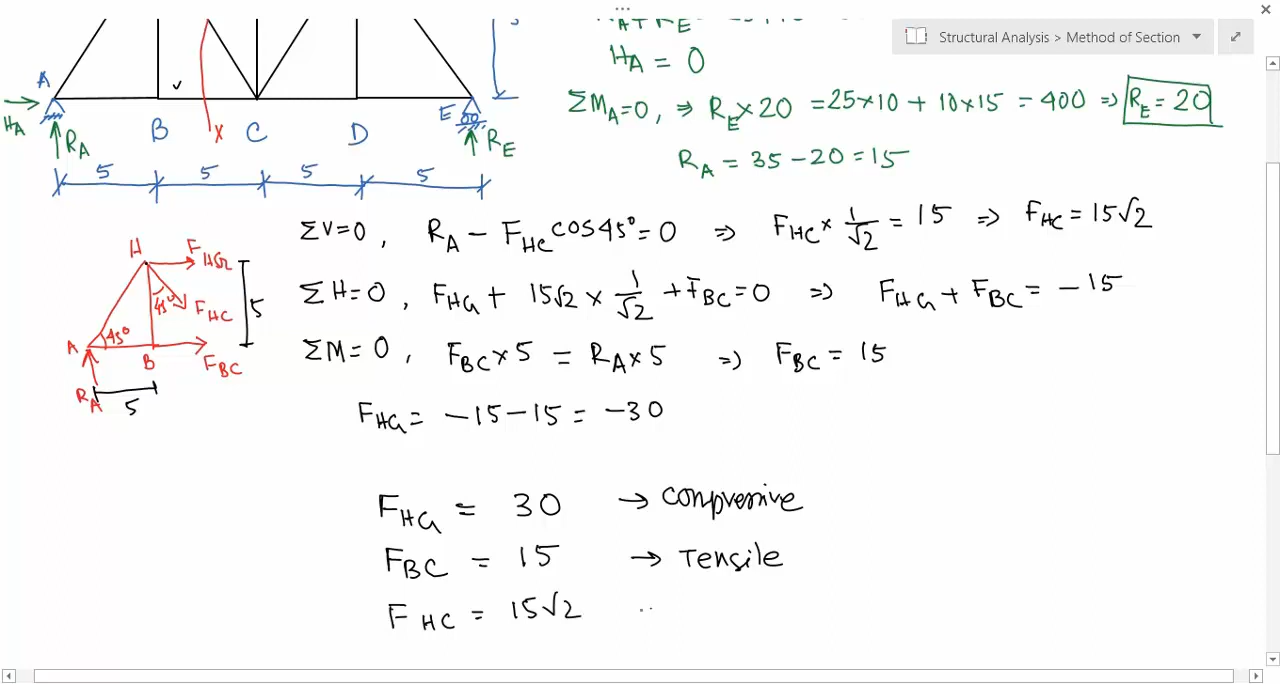 Structural Analysis > Method of Section
H_A = 0
ΣM_A=0, ⇒ R_E×20 =25×10 + 10×15 = 400 ⇒ R_E = 20
R_A = 35 - 20 = 15
A
H_A
R_A
B
x
C
D
E
R_E
5 5 5 5
ΣV=0, R_A - F_HC cos45°=0 ⇒ F_HC × 1/√2 = 15 ⇒ F_HC = 15√2
ΣH=0, F_HG + 15√2 × 1/√2 + F_BC = 0 ⇒ F_HG + F_BC = -15
ΣM=0, F_BC×5 = R_A×5 ⇒ F_BC = 15
F_HG = -15-15 = -30
H
F_HG
45°
F_HC
5
A
45°
B
F_BC
R_A
5
F_HG = 30 → compressive
F_BC = 15 → Tensile
F_HC = 15√2